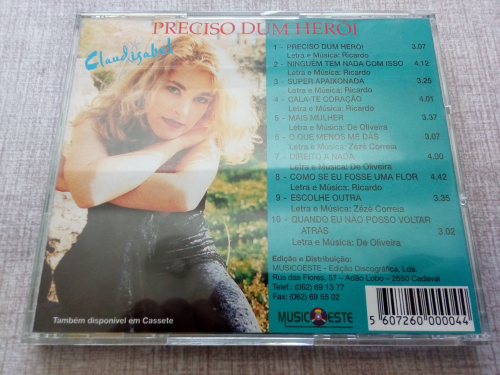 PRECISO DUM HERÓI
Claudisabel
1 - PRECISO DUM HERÓI 3.07
Letra e Música: Ricardo
2 - NINGUÉM TEM NADA COM ISSO 4.12
Letra e Música: Ricardo
3 - SUPER APAIXONADA 3.25
Letra e Música: Ricardo
4 - CALA-TE CORAÇÃO 4.01
Letra e Música: Ricardo
5 - MAIS MULHER 3.37
Letra e Música: De Oliveira
6 - O QUE MENOS ME DÁS 3.07
Letra e Música: Zézé Correia
7 - DIREITO A NADA 4.00
Letra e Música: De Oliveira
8 - COMO SE EU FOSSE UMA FLOR 4.42
Letra e Música: Ricardo
9 - ESCOLHE OUTRA 3.35
Letra e Música: Zézé Correia
10 - QUANDO EU NÃO POSSO VOLTAR
ATRÁS 3.02
Letra e Música: De Oliveira
Edição e Distribuição:
MUSICOESTE - Edição Discográfica, Lda.
Rua das Flores, 57 - Adão Lobo - 2550 Cadaval
Telef.: (062) 69 13 77
Fax: (062) 69 55 02
Também disponível em Cassete
MUSICOESTE
5 607260 000044